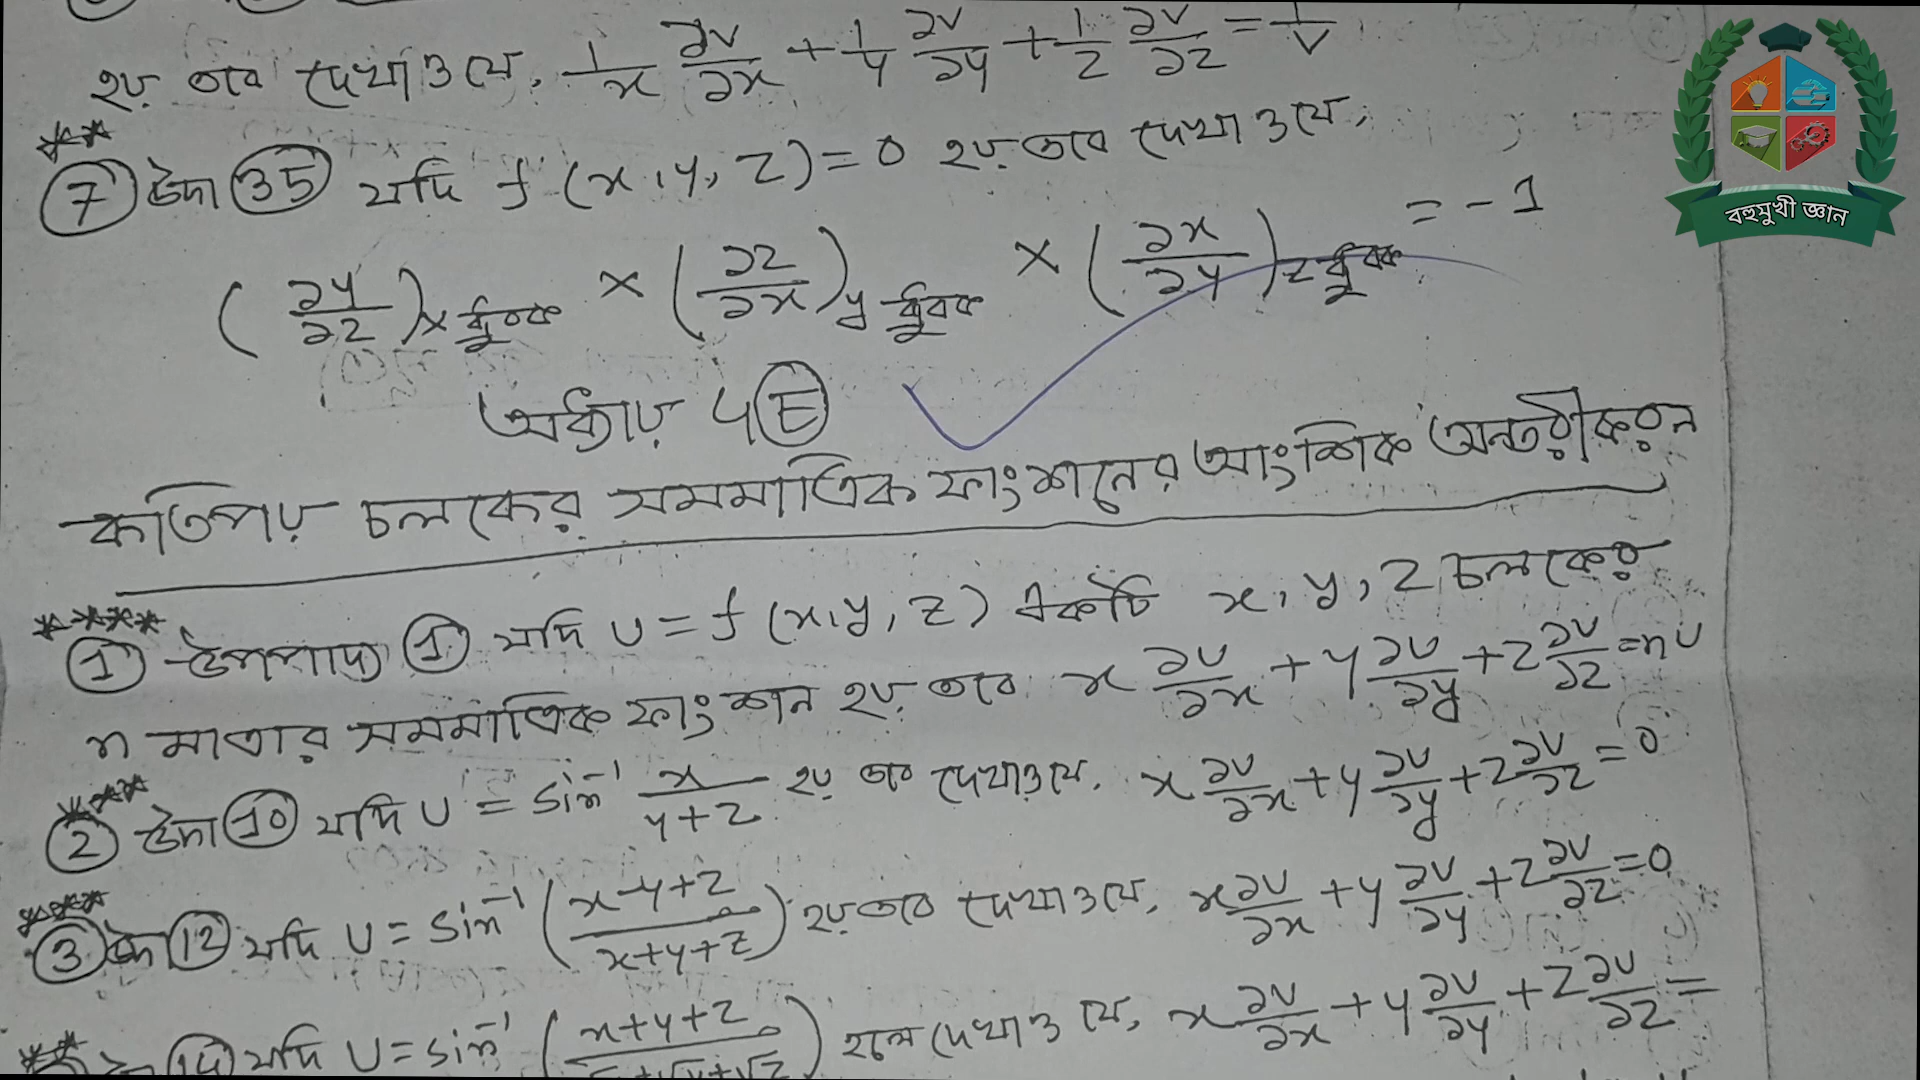 হয় তবে দেখাও যে, 1/x ∂v/∂x + 1/y ∂v/∂y + 1/z ∂v/∂z = 1/v
বহুমুখী জ্ঞান
**
7 উদা 35 যদি f (x, y, z) = 0 হয় তবে দেখাও যে,
(∂y/∂z) x ধ্রুবক × (∂z/∂x) y ধ্রুবক × (∂x/∂y) z ধ্রুবক = -1
অধ্যায় 4 E
কতিপয় চলকের সমমাত্রিক ফাংশনের আংশিক অন্তরীকরন
****
1 উপপাদ্য 1 যদি u = f (x, y, z) একটি x, y, z চলকের
n মাত্রার সমমাত্রিক ফাংশন হয় তবে x ∂u/∂x + y ∂u/∂y + z ∂u/∂z = nu
****
2 উদা 10 যদি u = sin⁻¹ x/y+z হয় তবে দেখাও যে, x ∂u/∂x + y ∂u/∂y + z ∂u/∂z = 0
****
3 উদা 12 যদি u = sin⁻¹ (x-y+z/x+y+z) হয় তবে দেখাও যে, x ∂u/∂x + y ∂u/∂y + z ∂u/∂z = 0
** 14 যদি u = sin⁻¹ (x+y+z/ +√y+√z) হলে দেখাও যে, x ∂u/∂x + y ∂u/∂y + z ∂u/∂z =